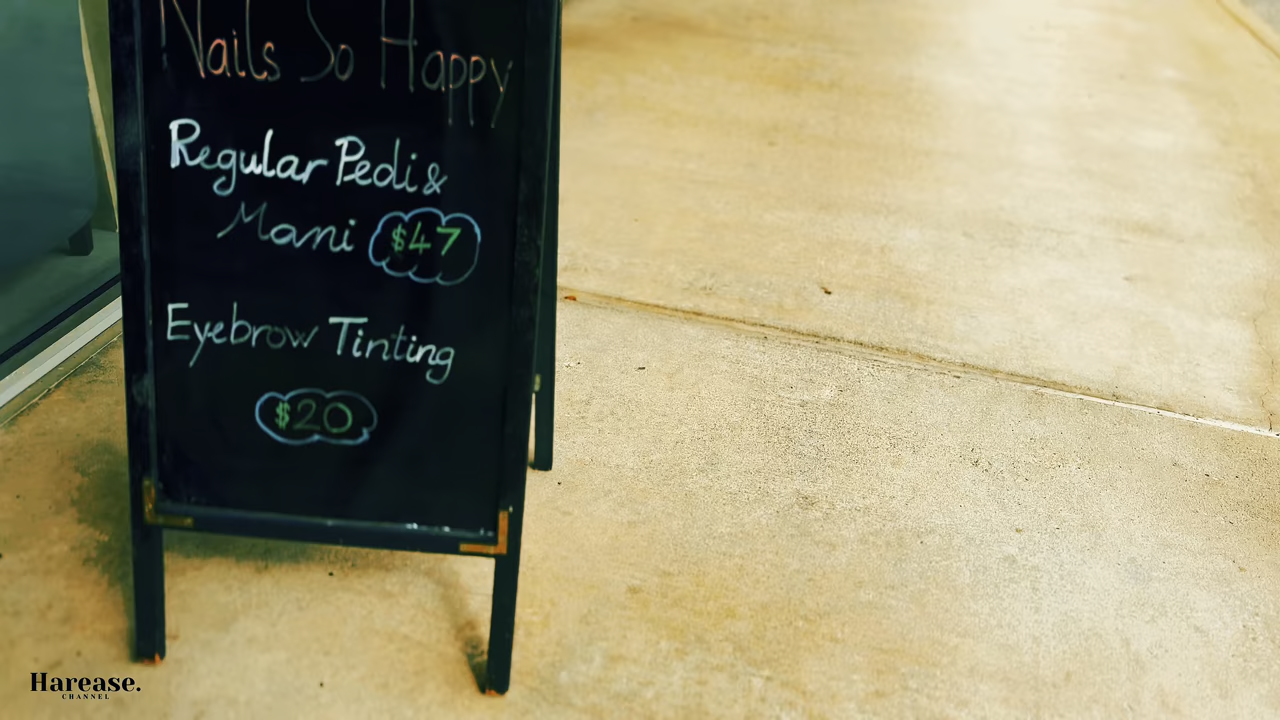 Nails So Happy
Regular Pedi &
Mani $47
Eyebrow Tinting
$20
Harease.
CHANNEL